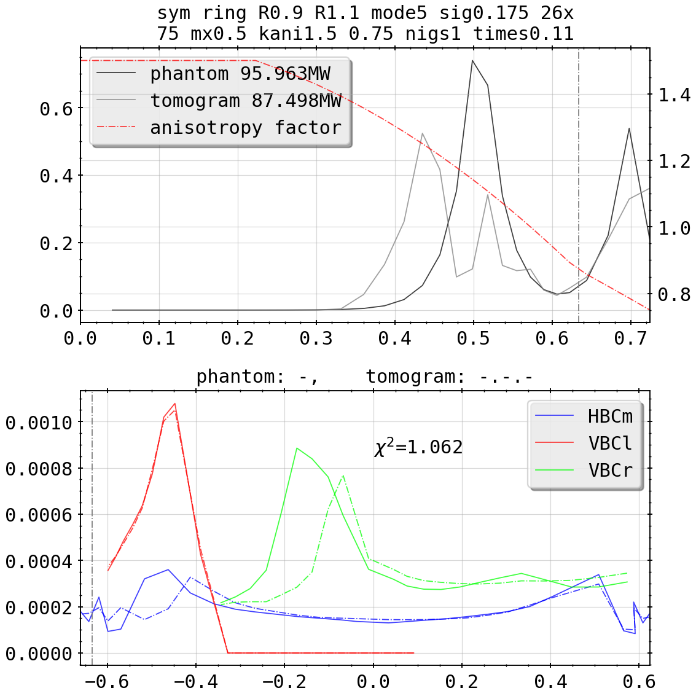 sym ring R0.9 R1.1 mode5 sig0.175 26x
75 mx0.5 kani1.5 0.75 nigs1 times0.11
phantom 95.963MW
tomogram 87.498MW
anisotropy factor
0.6
0.4
0.2
0.0
1.4
1.2
1.0
0.8
0.0 0.1 0.2 0.3 0.4 0.5 0.6 0.7
phantom: -, tomogram: -.-.-
HBCm
VBCl
VBCr
χ²=1.062
0.0010
0.0008
0.0006
0.0004
0.0002
0.0000
−0.6 −0.4 −0.2 0.0 0.2 0.4 0.6